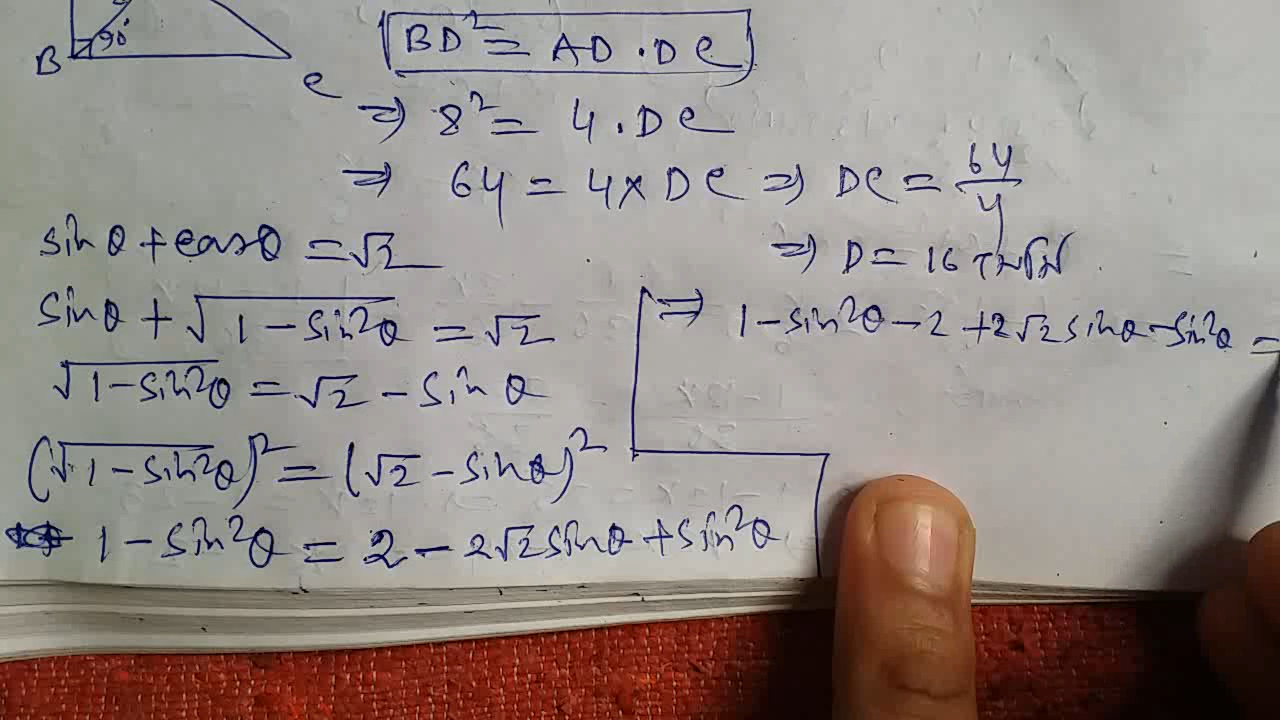 B 90° C
BD² = AD · DC
⇒ 8² = 4 · DC
⇒ 64 = 4 × DC ⇒ DC = 64/4
⇒ D = 16 সেমি
sinθ + cosθ = √2
sinθ + √(1 - sin²θ) = √2
√(1 - sin²θ) = √2 - sinθ
(√(1 - sin²θ))² = (√2 - sinθ)²
1 - sin²θ = 2 - 2√2 sinθ + sin²θ
⇒ 1 - sin²θ - 2 + 2√2 sinθ - sin²θ =